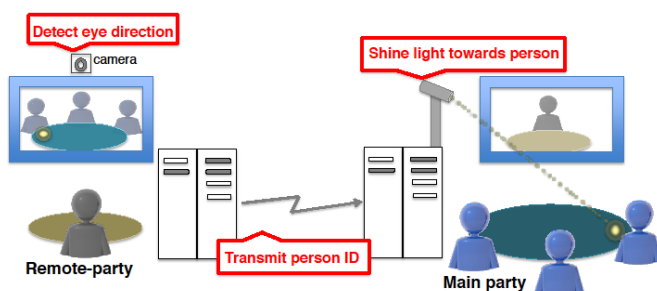 Detect eye direction
camera
Shine light towards person
Transmit person ID
Remote-party
Main party